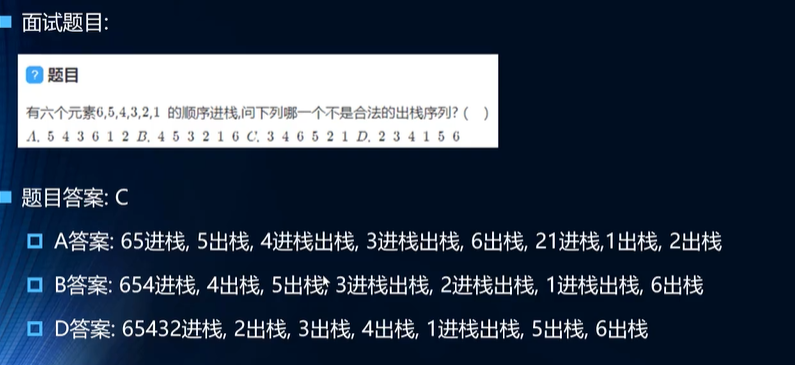 面试题目:
? 题目
有六个元素6,5,4,3,2,1 的顺序进栈,问下列哪一个不是合法的出栈序列? ( )
A. 5 4 3 6 1 2 B. 4 5 3 2 1 6 C. 3 4 6 5 2 1 D. 2 3 4 1 5 6
题目答案: C
A答案: 65进栈, 5出栈, 4进栈出栈, 3进栈出栈, 6出栈, 21进栈,1出栈, 2出栈
B答案: 654进栈, 4出栈, 5出栈, 3进栈出栈, 2进栈出栈, 1进栈出栈, 6出栈
D答案: 65432进栈, 2出栈, 3出栈, 4出栈, 1进栈出栈, 5出栈, 6出栈